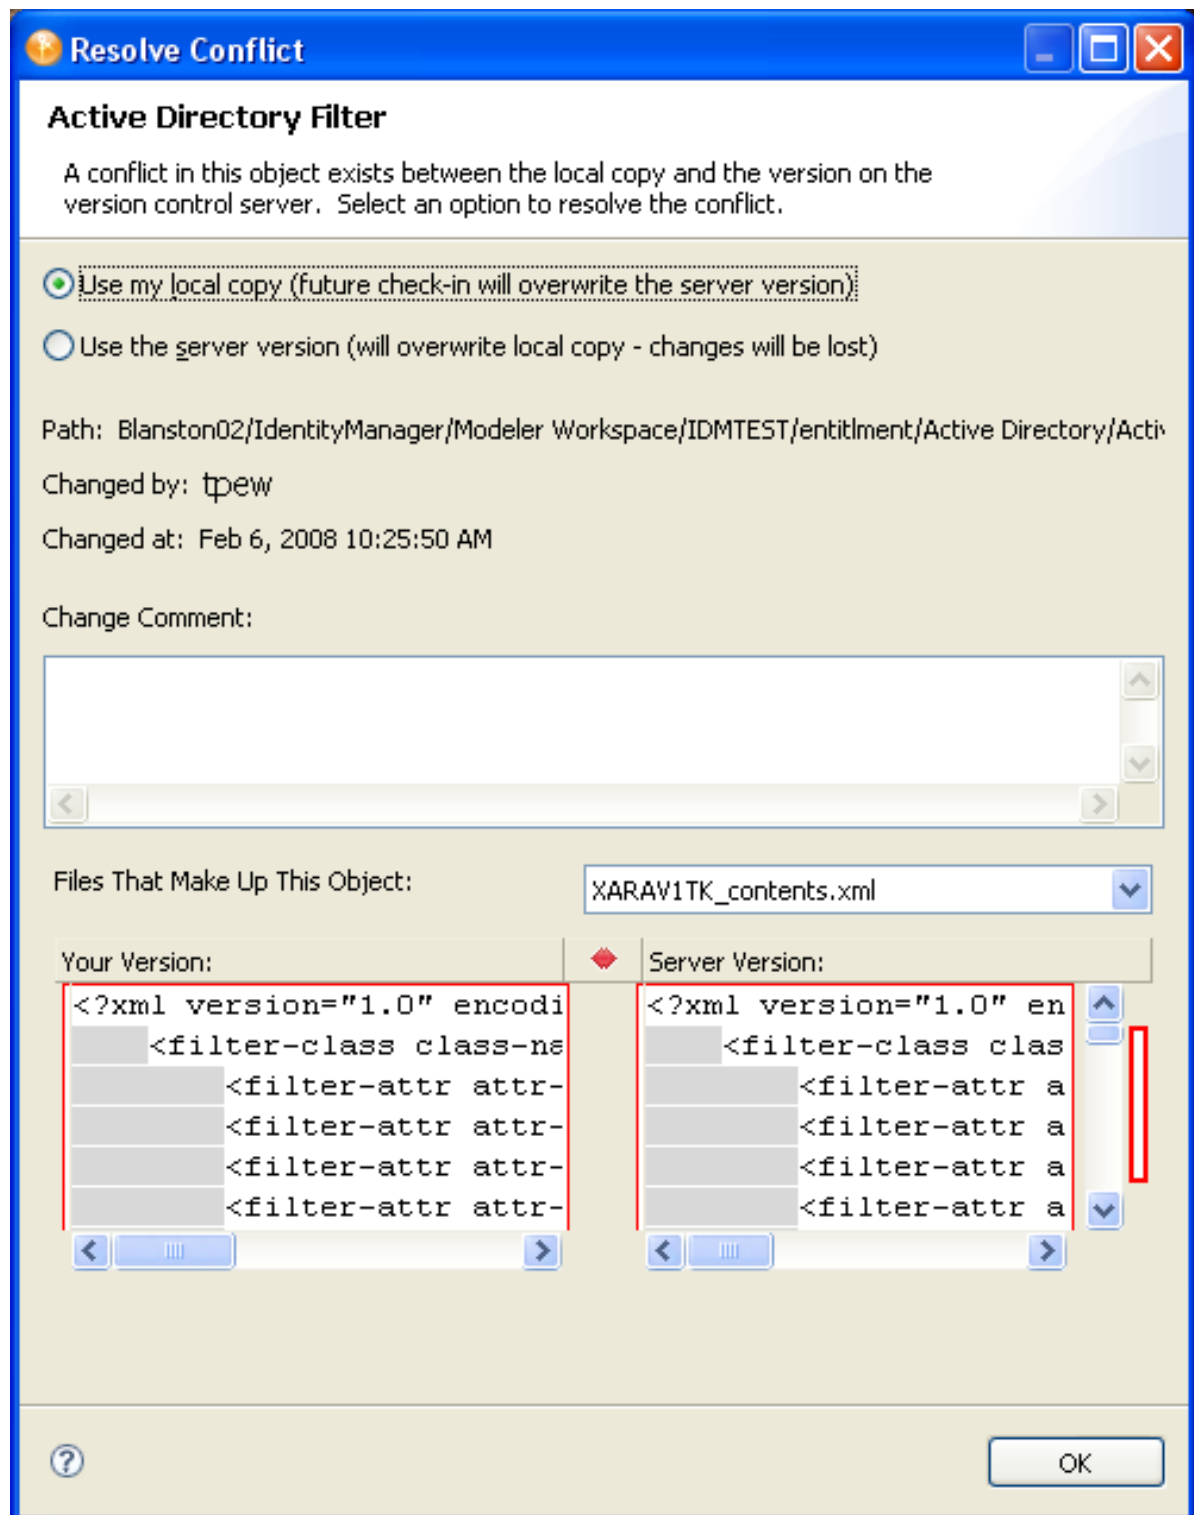 Resolve Conflict
Active Directory Filter
A conflict in this object exists between the local copy and the version on the
version control server.  Select an option to resolve the conflict.
Use my local copy (future check-in will overwrite the server version)
Use the server version (will overwrite local copy - changes will be lost)
Path:  Blanston02/IdentityManager/Modeler Workspace/IDMTEST/entitlment/Active Directory/Activ
Changed by:  tpew
Changed at:  Feb 6, 2008 10:25:50 AM
Change Comment:
Files That Make Up This Object:
XARAV1TK_contents.xml
Your Version:
Server Version:
<?xml version="1.0" encodi
<filter-class class-na
<filter-attr attr-
<filter-attr attr-
<filter-attr attr-
<filter-attr attr-
<?xml version="1.0" en
<filter-class clas
<filter-attr a
<filter-attr a
<filter-attr a
<filter-attr a
?
OK